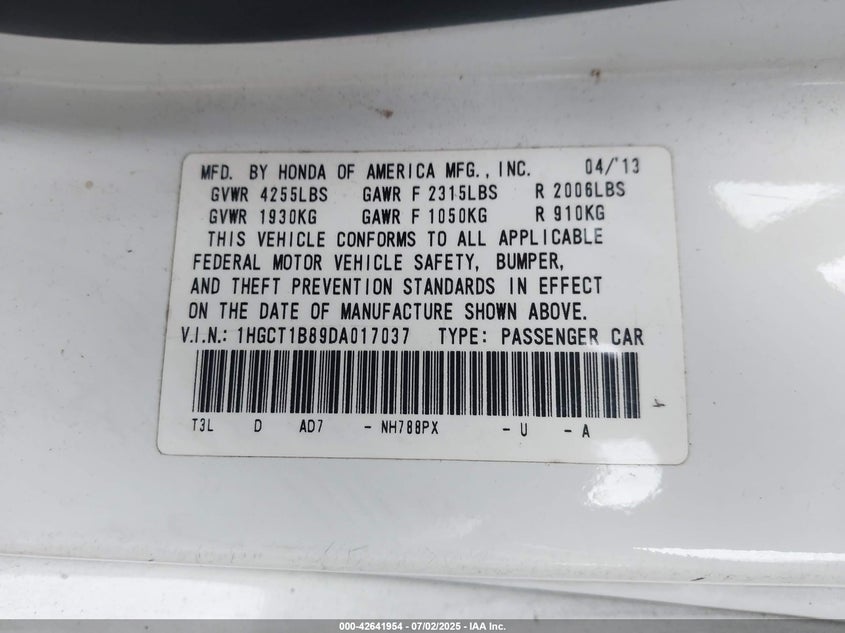 MFD. BY HONDA OF AMERICA MFG., INC. 04/'13
GVWR 4255LBS GAWR F 2315LBS R 2006LBS
GVWR 1930KG GAWR F 1050KG R 910KG
THIS VEHICLE CONFORMS TO ALL APPLICABLE
FEDERAL MOTOR VEHICLE SAFETY, BUMPER,
AND THEFT PREVENTION STANDARDS IN EFFECT
ON THE DATE OF MANUFACTURE SHOWN ABOVE.
V.I.N.: 1HGCT1B89DA017037 TYPE: PASSENGER CAR
T3L D AD7 - NH788PX - U - A
000-42641954 - 07/02/2025 - IAA Inc.